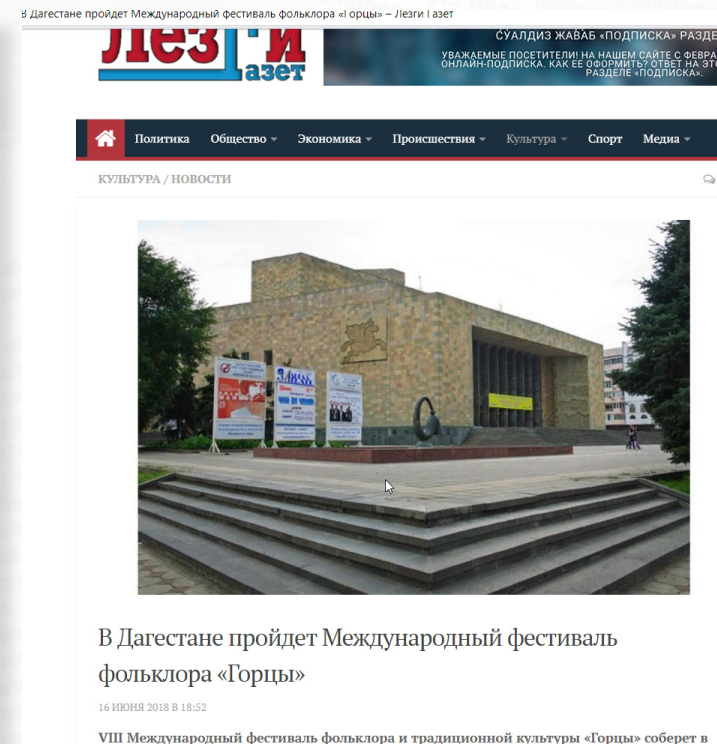 В Дагестане пройдет Международный фестиваль фольклора «Горцы» – Лезги Газет
Лезги
азет
СУАЛДИЗ ЖАВАБ «ПОДПИСКА» РАЗДЕ
УВАЖАЕМЫЕ ПОСЕТИТЕЛИ! НА НАШЕМ САЙТЕ С ФЕВРА
ОНЛАЙН-ПОДПИСКА. КАК ЕЕ ОФОРМИТЬ? ОТВЕТ НА ЭТО
РАЗДЕЛЕ «ПОДПИСКА».
Политика Общество Экономика Происшествия Культура Спорт Медиа
КУЛЬТУРА / НОВОСТИ
В Дагестане пройдет Международный фестиваль
фольклора «Горцы»
16 ИЮНЯ 2018 В 18:52
VIII Международный фестиваль фольклора и традиционной культуры «Горцы» соберет в